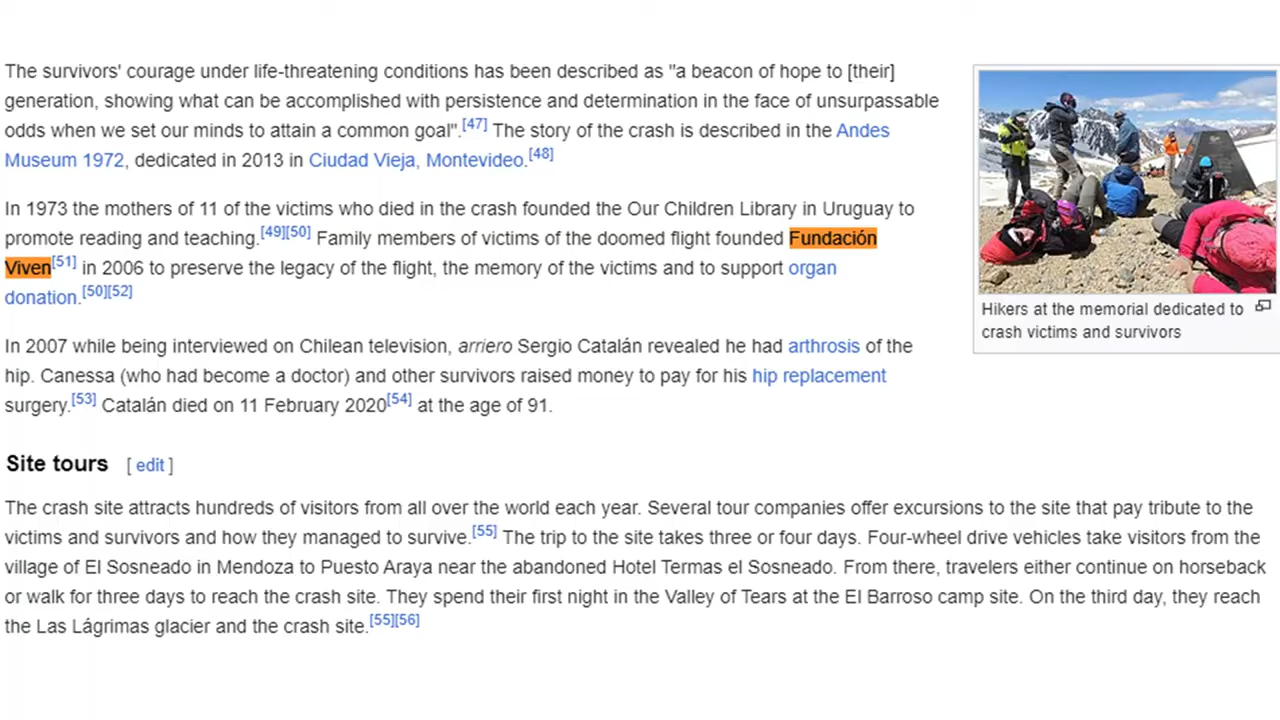 The survivors' courage under life-threatening conditions has been described as "a beacon of hope to [their]
generation, showing what can be accomplished with persistence and determination in the face of unsurpassable
odds when we set our minds to attain a common goal".[47] The story of the crash is described in the Andes
Museum 1972, dedicated in 2013 in Ciudad Vieja, Montevideo.[48]
In 1973 the mothers of 11 of the victims who died in the crash founded the Our Children Library in Uruguay to
promote reading and teaching.[49][50] Family members of victims of the doomed flight founded Fundación
Viven[51] in 2006 to preserve the legacy of the flight, the memory of the victims and to support organ
donation.[50][52]
Hikers at the memorial dedicated to
crash victims and survivors
In 2007 while being interviewed on Chilean television, arriero Sergio Catalán revealed he had arthrosis of the
hip. Canessa (who had become a doctor) and other survivors raised money to pay for his hip replacement
surgery.[53] Catalán died on 11 February 2020[54] at the age of 91.
Site tours [ edit ]
The crash site attracts hundreds of visitors from all over the world each year. Several tour companies offer excursions to the site that pay tribute to the
victims and survivors and how they managed to survive.[55] The trip to the site takes three or four days. Four-wheel drive vehicles take visitors from the
village of El Sosneado in Mendoza to Puesto Araya near the abandoned Hotel Termas el Sosneado. From there, travelers either continue on horseback
or walk for three days to reach the crash site. They spend their first night in the Valley of Tears at the El Barroso camp site. On the third day, they reach
the Las Lágrimas glacier and the crash site.[55][56]